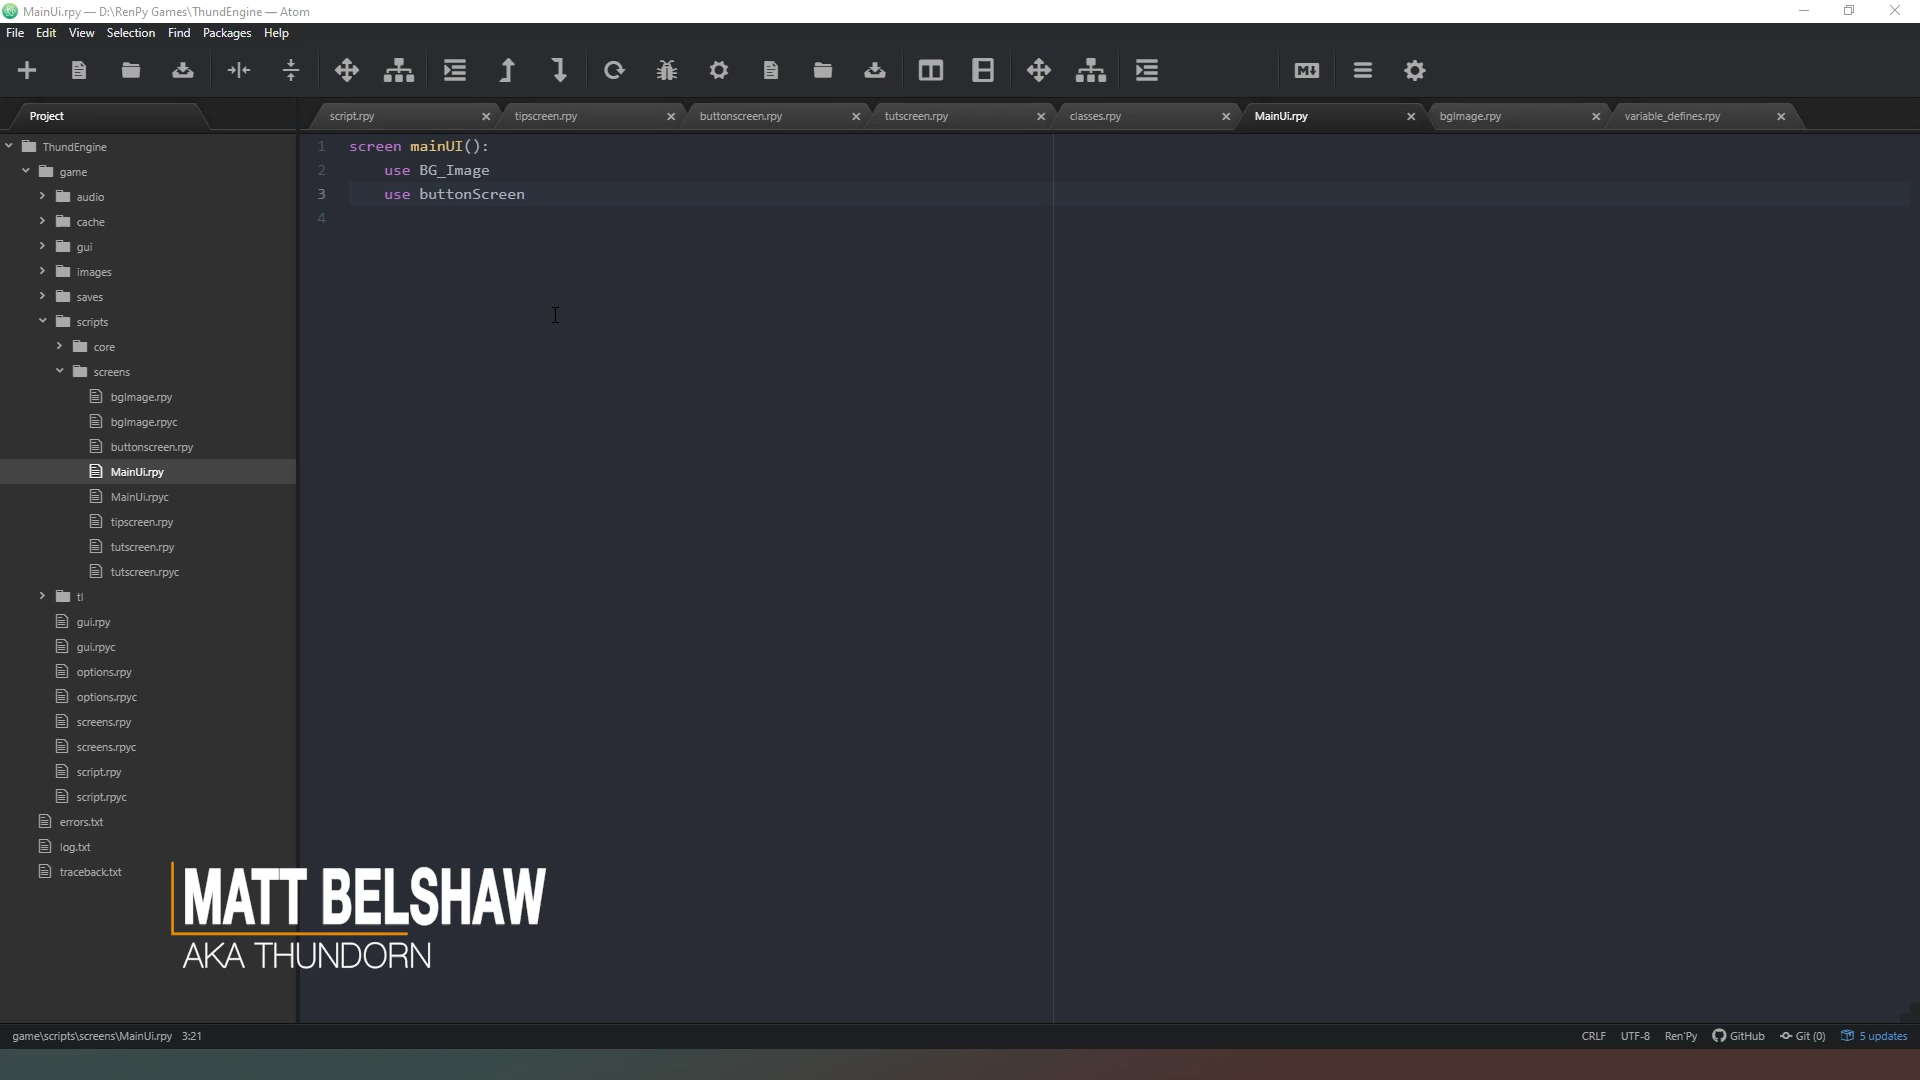 MainUi.rpy — D:\RenPy Games\ThundEngine — Atom
File Edit View Selection Find Packages Help
Project
script.rpy tipscreen.rpy buttonscreen.rpy tutscreen.rpy classes.rpy MainUi.rpy bgImage.rpy variable_defines.rpy
ThundEngine
game
audio
cache
gui
images
saves
scripts
core
screens
bgImage.rpy
bgImage.rpyc
buttonscreen.rpy
MainUi.rpy
MainUi.rpyc
tipscreen.rpy
tutscreen.rpy
tutscreen.rpyc
tl
gui.rpy
gui.rpyc
options.rpy
options.rpyc
screens.rpy
screens.rpyc
script.rpy
script.rpyc
errors.txt
log.txt
traceback.txt
1 screen mainUI():
2 use BG_Image
3 use buttonScreen
4
MATT BELSHAW
AKA THUNDORN
game\scripts\screens\MainUi.rpy 3:21
CRLF UTF-8 Ren'Py GitHub Git (0) 5 updates